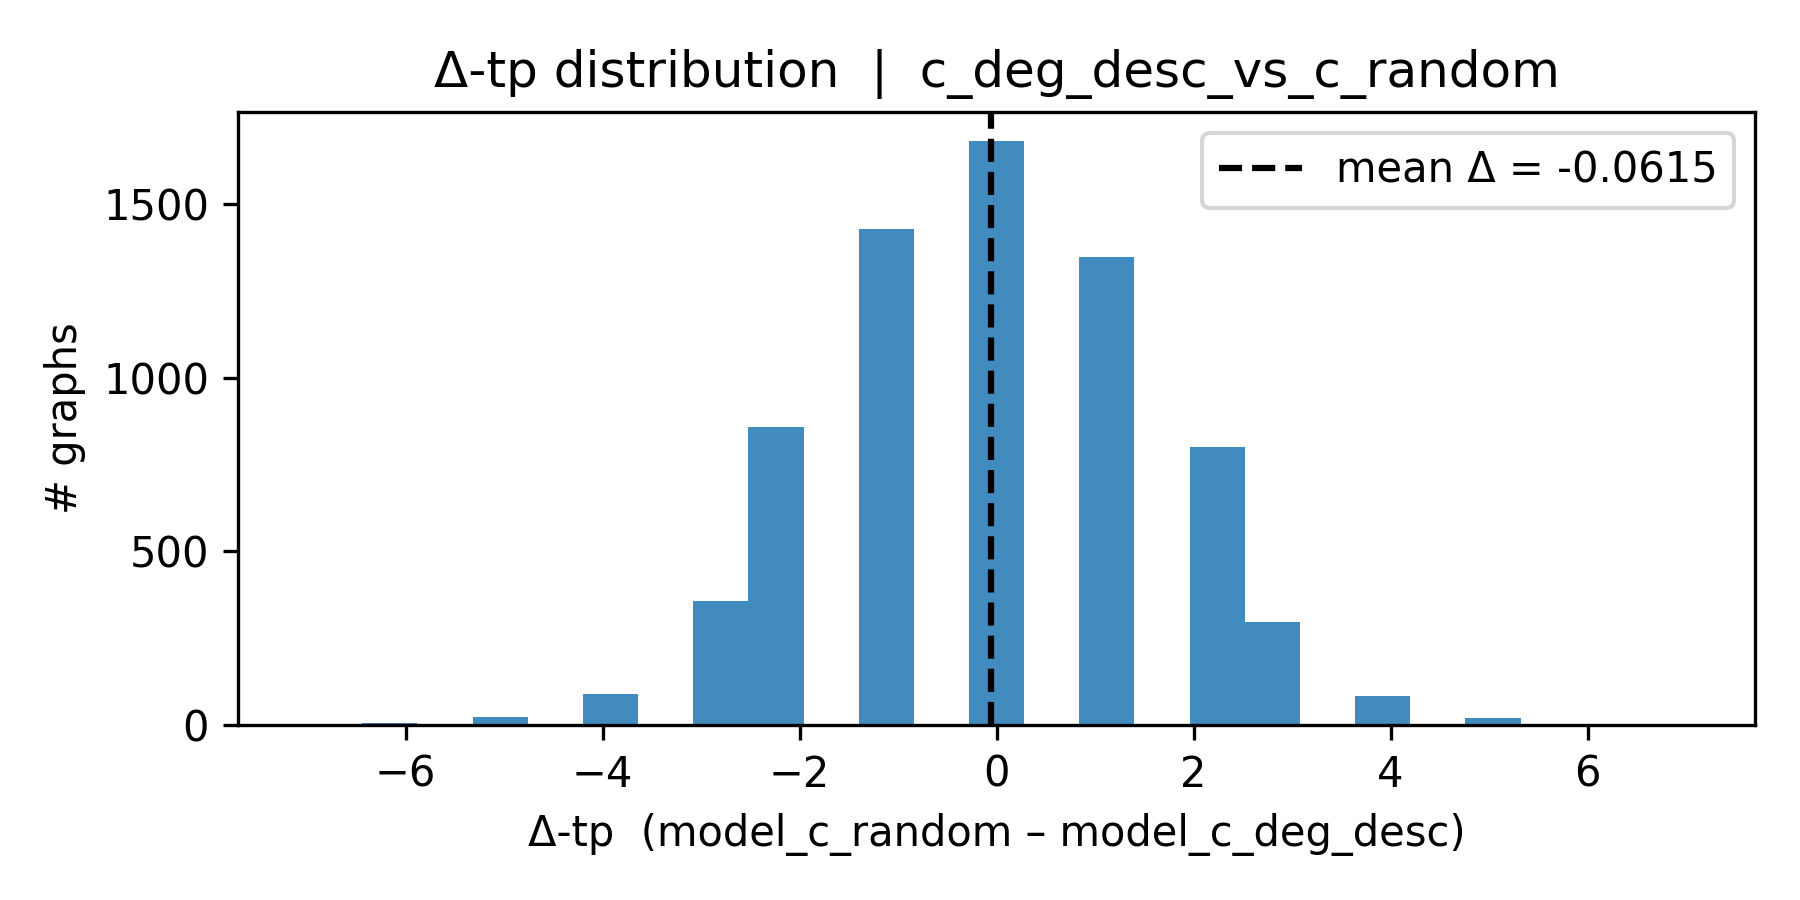 Δ-tp distribution | c_deg_desc_vs_c_random
mean Δ = -0.0615
# graphs
1500
1000
500
0
−6 −4 −2 0 2 4 6
Δ-tp (model_c_random – model_c_deg_desc)